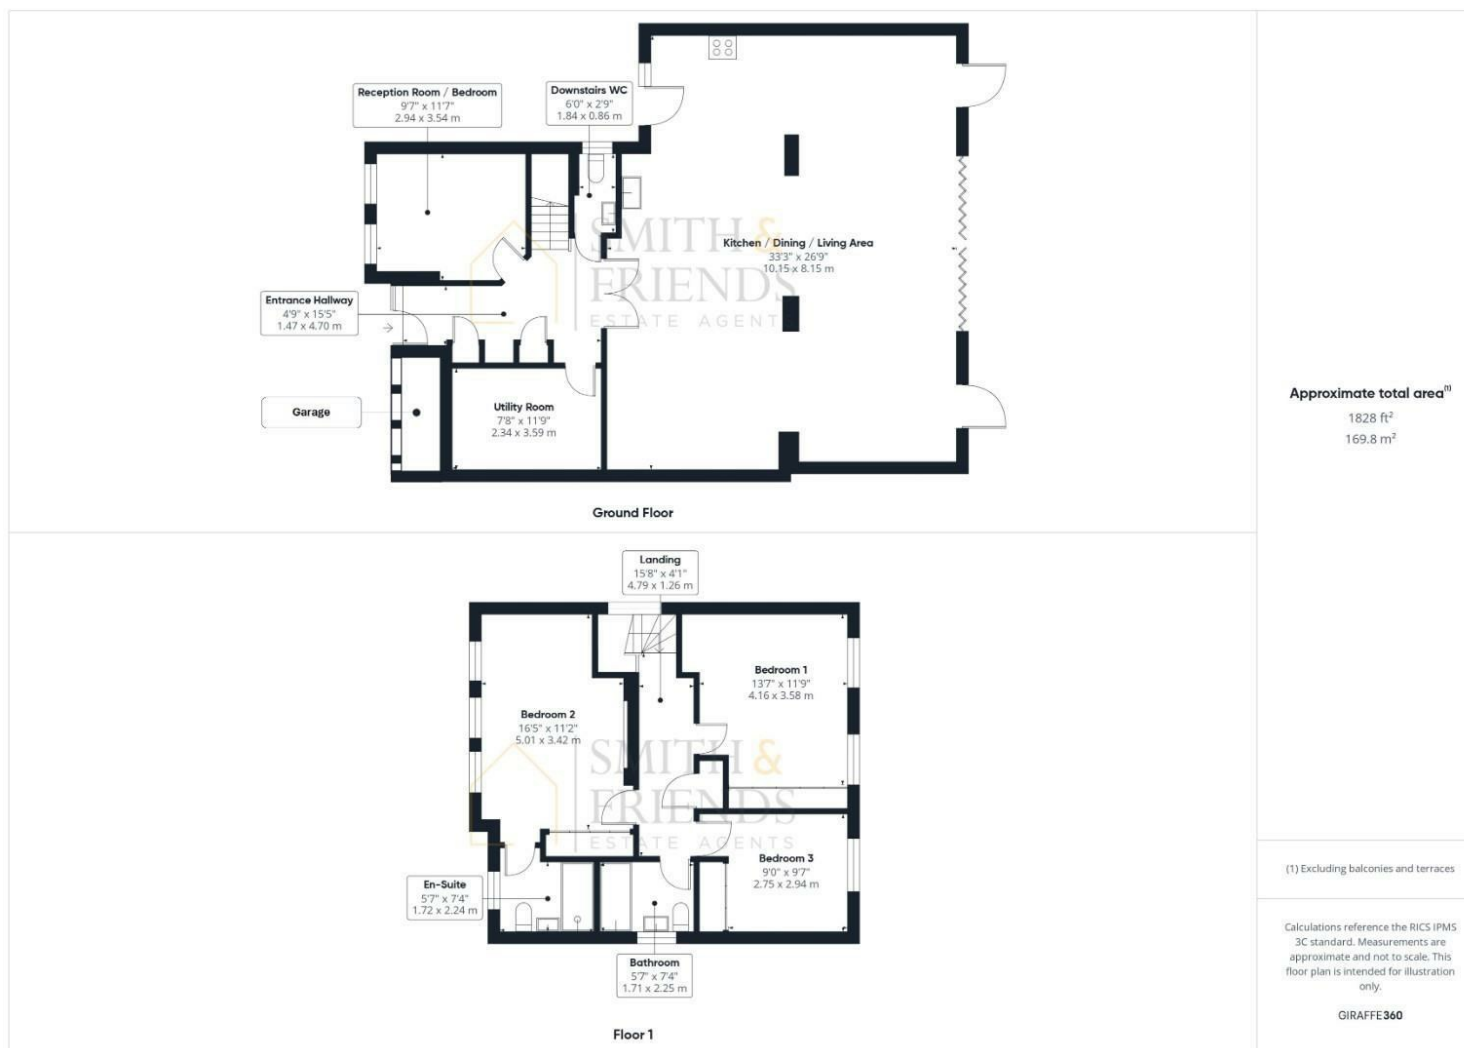 Reception Room / Bedroom
9'7" x 11'7"
2.94 x 3.54 m
Downstairs WC
6'0" x 2'9"
1.84 x 0.86 m
Kitchen / Dining / Living Area
33'3" x 26'9"
10.15 x 8.15 m
Entrance Hallway
4'9" x 15'5"
1.47 x 4.70 m
Garage
Utility Room
7'8" x 11'9"
2.34 x 3.59 m
SMITH &
FRIENDS
ESTATE AGENTS
Ground Floor
Landing
15'8" x 4'1"
4.79 x 1.26 m
Bedroom 1
13'7" x 11'9"
4.16 x 3.58 m
Bedroom 2
16'5" x 11'2"
5.01 x 3.42 m
SMITH &
FRIENDS
ESTATE AGENTS
Bedroom 3
9'0" x 9'7"
2.75 x 2.94 m
En-Suite
5'7" x 7'4"
1.72 x 2.24 m
Bathroom
5'7" x 7'4"
1.71 x 2.25 m
Floor 1
Approximate total area(1)
1828 ft²
169.8 m²
(1) Excluding balconies and terraces
Calculations reference the RICS IPMS
3C standard. Measurements are
approximate and not to scale. This
floor plan is intended for illustration
only.
GIRAFFE360